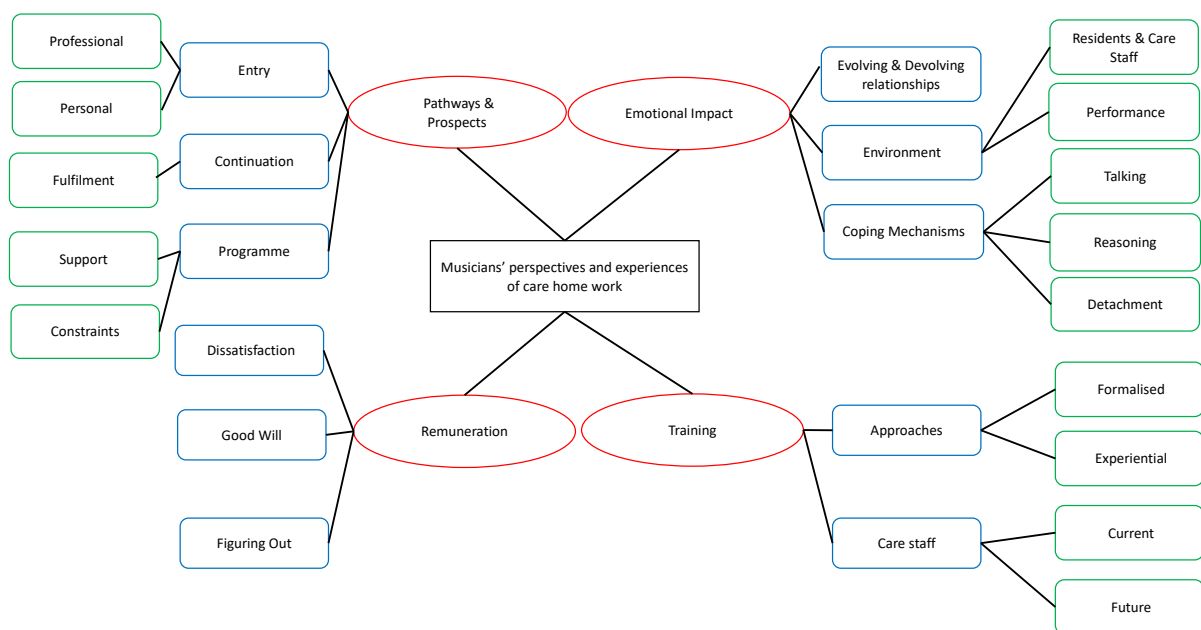 Professional
Personal
Fulfilment
Support
Constraints
Entry
Continuation
Programme
Dissatisfaction
Good Will
Figuring Out
Pathways &
Prospects
Emotional Impact
Musicians’ perspectives and experiences
of care home work
Remuneration
Training
Evolving & Devolving
relationships
Environment
Coping Mechanisms
Approaches
Care staff
Residents & Care
Staff
Performance
Talking
Reasoning
Detachment
Formalised
Experiential
Current
Future